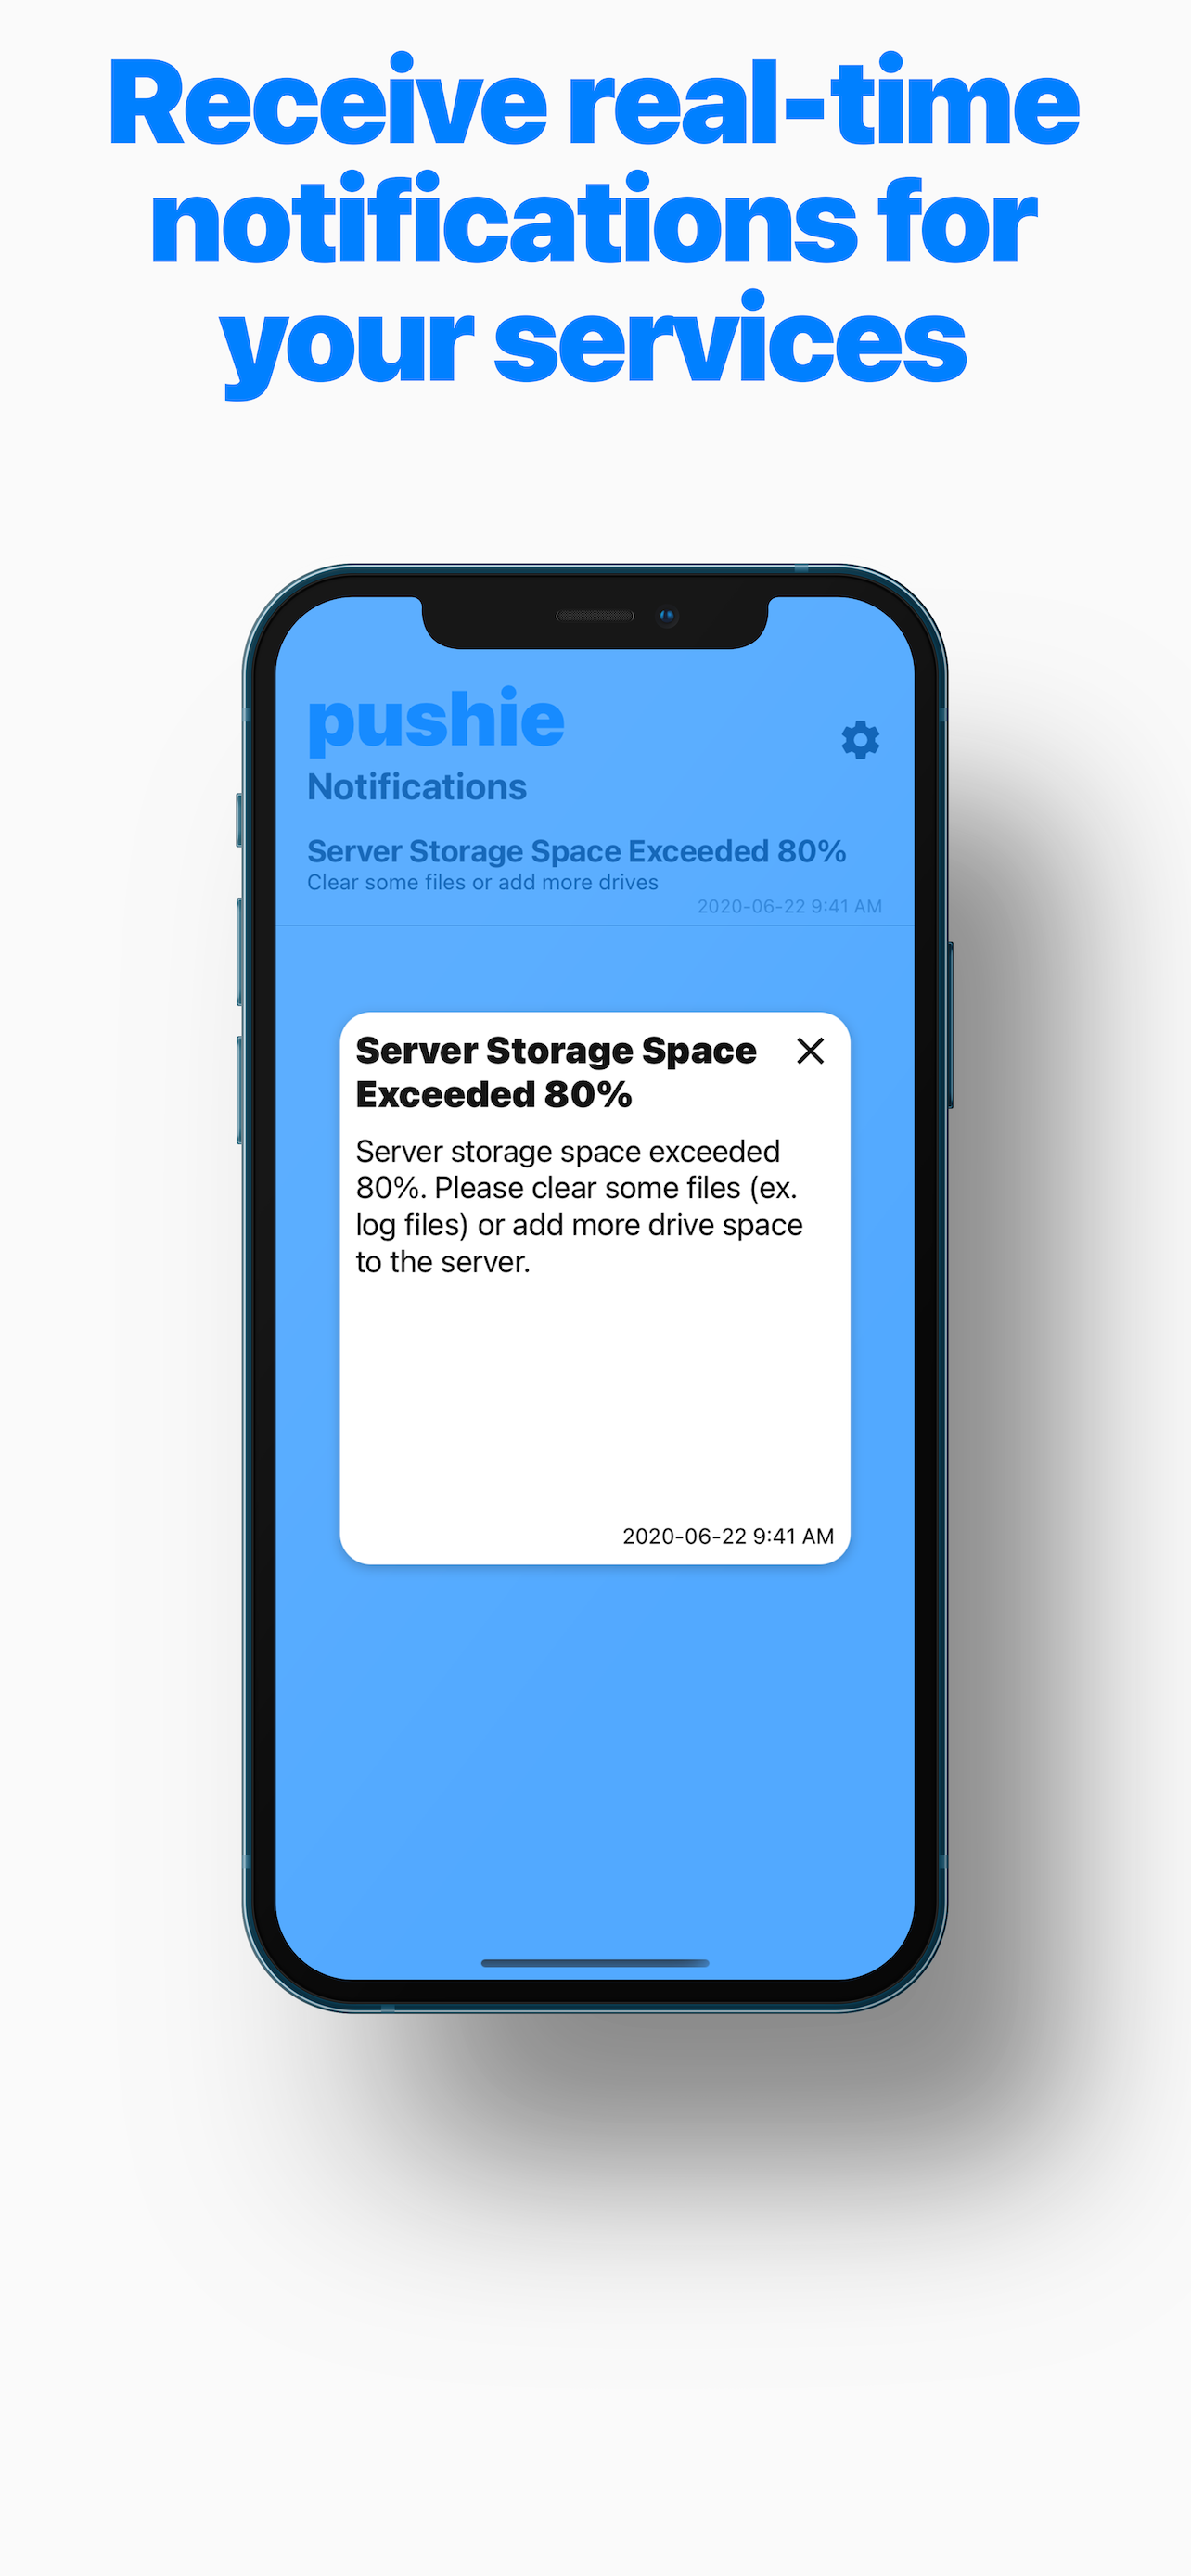 Receive real-time
notifications for
your services
pushie
Notifications
Server Storage Space Exceeded 80%
Clear some files or add more drives
2020-06-22 9:41 AM
Server Storage Space
Exceeded 80%
Server storage space exceeded
80%. Please clear some files (ex.
log files) or add more drive space
to the server.
2020-06-22 9:41 AM